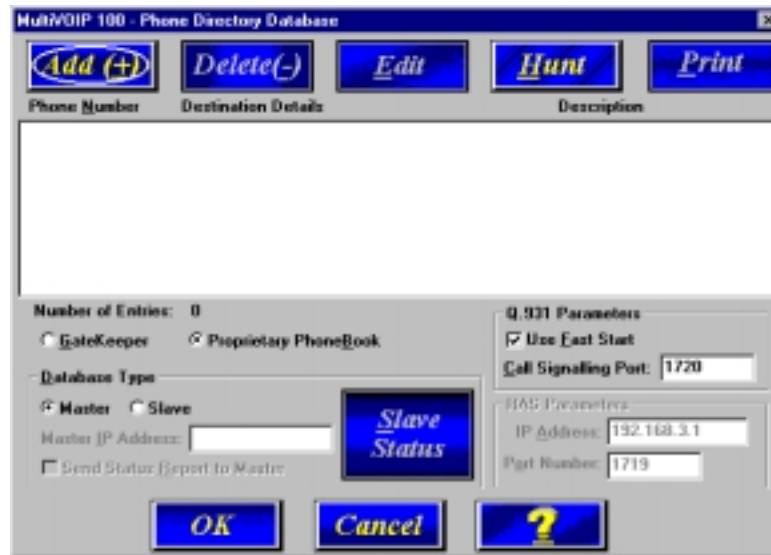 MultiVOIP 100 - Phone Directory Database
Add (+) Delete(-) Edit Hunt Print
Phone Number Destination Details Description
Number of Entries: 0
GateKeeper Proprietary PhoneBook
Database Type
Master Slave
Master IP Address:
Send Status Report to Master
Slave Status
Q.931 Parameters
Use Fast Start
Call Signalling Port: 1720
RAS Parameters
IP Address: 192.168.3.1
Port Number: 1719
OK Cancel ?